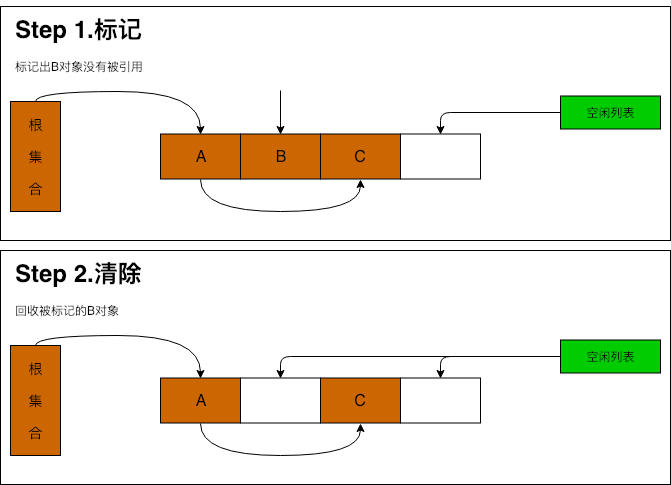 Step 1.标记
标记出B对象没有被引用
根
集
合
A
B
C
空闲列表
Step 2.清除
回收被标记的B对象
根
集
合
A
C
空闲列表